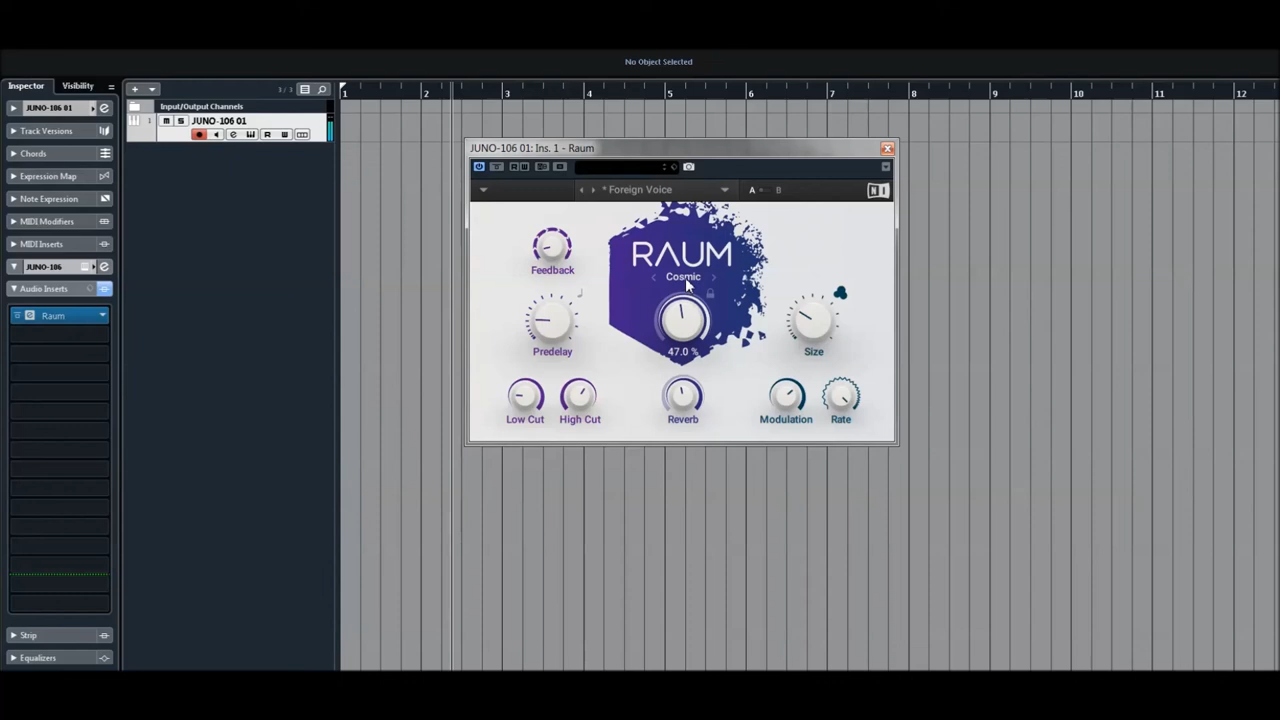 No Object Selected
Inspector Visibility
JUNO-106 01
Track Versions
Chords
Expression Map
Note Expression
MIDI Modifiers
MIDI Inserts
JUNO-106
Audio Inserts
Raum
Strip
Equalizers
3 / 3
Input/Output Channels
1 m S JUNO-106 01
e R W
1 2 3 4 5 6 7 8 9 10 11 12
JUNO-106 01: Ins. 1 - Raum
R W
* Foreign Voice A B
RAUM
Cosmic
Feedback
Predelay
47.0 %
Size
Low Cut High Cut Reverb Modulation Rate